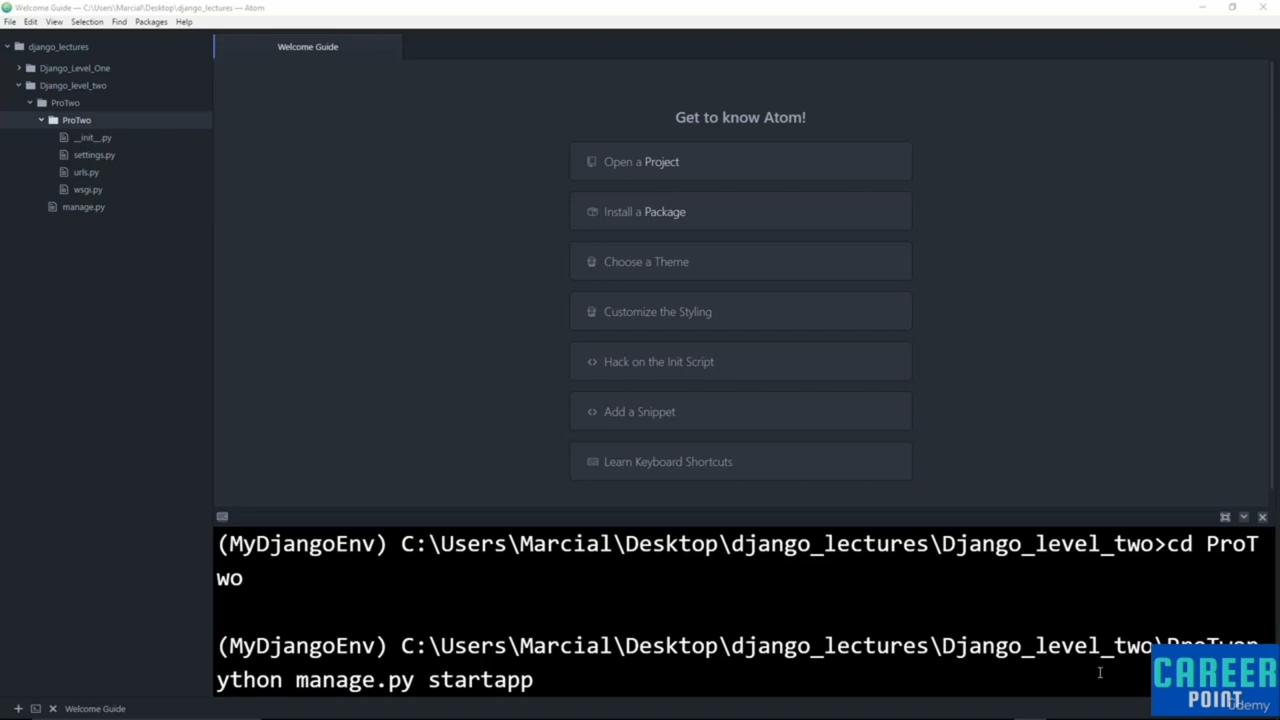 Welcome Guide — C:\Users\Marcial\Desktop\django_lectures — Atom
File Edit View Selection Find Packages Help
django_lectures
Welcome Guide
Django_Level_One
Django_level_two
ProTwo
ProTwo
__init__.py
settings.py
urls.py
wsgi.py
manage.py
Get to know Atom!
Open a Project
Install a Package
Choose a Theme
Customize the Styling
Hack on the Init Script
Add a Snippet
Learn Keyboard Shortcuts
(MyDjangoEnv) C:\Users\Marcial\Desktop\django_lectures\Django_level_two>cd ProT
wo
(MyDjangoEnv) C:\Users\Marcial\Desktop\django_lectures\Django_level_two\ProTwo>p
ython manage.py startapp
CAREER
POINT
Udemy
Welcome Guide